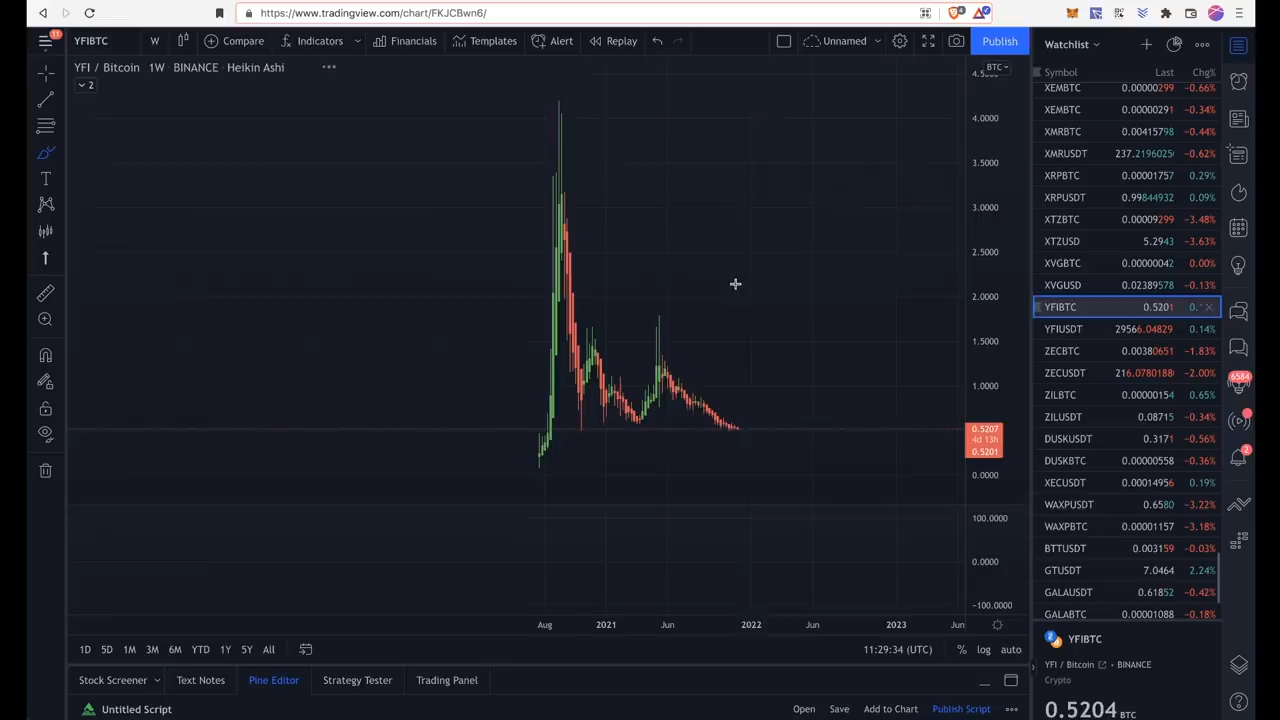 https://www.tradingview.com/chart/FKJCBwn6/
4
11
YFIBTC W Compare Indicators Financials Templates Alert Replay Unnamed Publish
YFI / Bitcoin 1W BINANCE Heikin Ashi
2
BTC
4.0000
3.5000
3.0000
2.5000
2.0000
1.5000
1.0000
0.5207
4d 13h
0.5201
0.0000
100.0000
0.0000
−100.0000
Aug 2021 Jun 2022 Jun 2023 Jun
1D 5D 1M 3M 6M YTD 1Y 5Y All 11:29:34 (UTC) % log auto
Stock Screener Text Notes Pine Editor Strategy Tester Trading Panel
Untitled Script Open Save Add to Chart Publish Script
Watchlist
Symbol Last Chg%
XEMBTC 0.00000299 −0.66%
XEMBTC 0.00000291 −0.34%
XMRBTC 0.00415798 −0.44%
XMRUSDT 237.2196025 −0.62%
XRPBTC 0.00001757 0.29%
XRPUSDT 0.99844932 0.09%
XTZBTC 0.00009299 −3.48%
XTZUSD 5.2943 −3.63%
XVGBTC 0.00000042 0.00%
XVGUSD 0.02389578 −0.13%
YFIBTC 0.5201
YFIUSDT 29566.04829 0.14%
ZECBTC 0.00380651 −1.83%
ZECUSDT 216.0780188 −2.00%
ZILBTC 0.00000154 0.65%
ZILUSDT 0.08715 −0.34%
DUSKUSDT 0.3171 −0.56%
DUSKBTC 0.00000558 −0.36%
XECUSDT 0.00014956 0.19%
WAXPUSDT 0.6580 −3.22%
WAXPBTC 0.00001157 −3.18%
BTTUSDT 0.003159 −0.03%
GTUSDT 7.0464 2.24%
GALAUSDT 0.61852 −0.42%
GALABTC 0.00001088 −0.18%
YFIBTC
YFI / Bitcoin BINANCE
Crypto
0.5204 BTC
6584
2